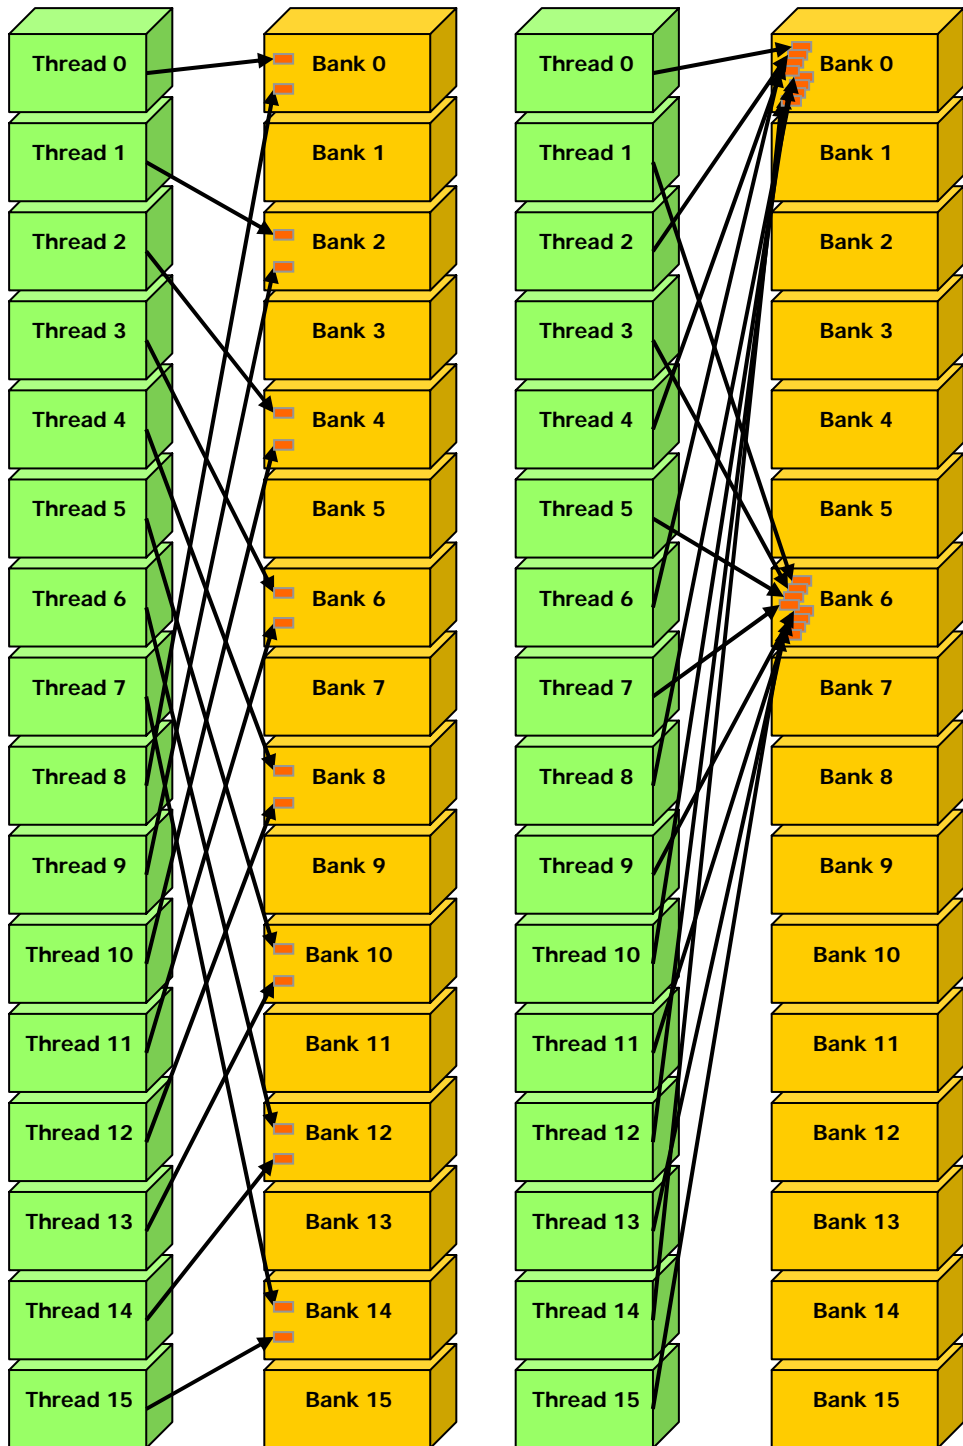 Thread 0 Bank 0 Thread 0 Bank 0
Thread 1 Bank 1 Thread 1 Bank 1
Thread 2 Bank 2 Thread 2 Bank 2
Thread 3 Bank 3 Thread 3 Bank 3
Thread 4 Bank 4 Thread 4 Bank 4
Thread 5 Bank 5 Thread 5 Bank 5
Thread 6 Bank 6 Thread 6 Bank 6
Thread 7 Bank 7 Thread 7 Bank 7
Thread 8 Bank 8 Thread 8 Bank 8
Thread 9 Bank 9 Thread 9 Bank 9
Thread 10 Bank 10 Thread 10 Bank 10
Thread 11 Bank 11 Thread 11 Bank 11
Thread 12 Bank 12 Thread 12 Bank 12
Thread 13 Bank 13 Thread 13 Bank 13
Thread 14 Bank 14 Thread 14 Bank 14
Thread 15 Bank 15 Thread 15 Bank 15